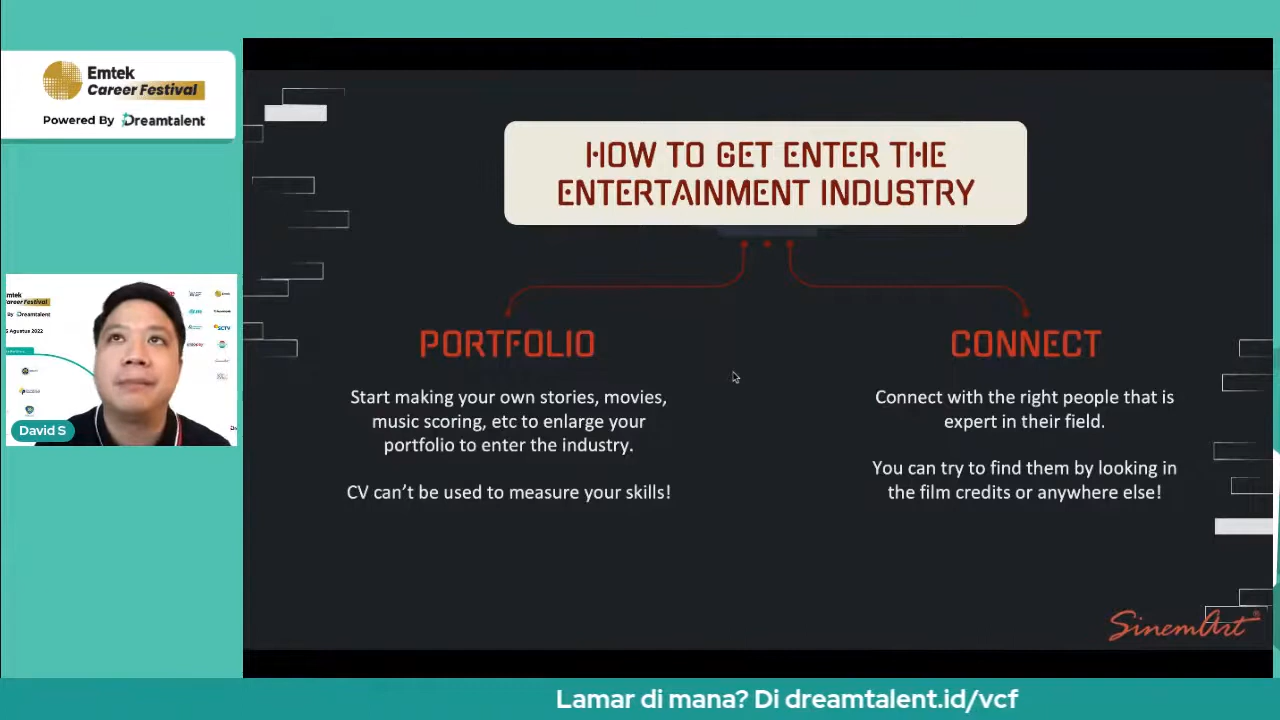 Emtek
Career Festival
Powered By Dreamtalent
HOW TO GET ENTER THE
ENTERTAINMENT INDUSTRY
PORTFOLIO
Start making your own stories, movies,
music scoring, etc to enlarge your
portfolio to enter the industry.
CV can't be used to measure your skills!
CONNECT
Connect with the right people that is
expert in their field.
You can try to find them by looking in
the film credits or anywhere else!
David S
SinemArt®
Lamar di mana? Di dreamtalent.id/vcf